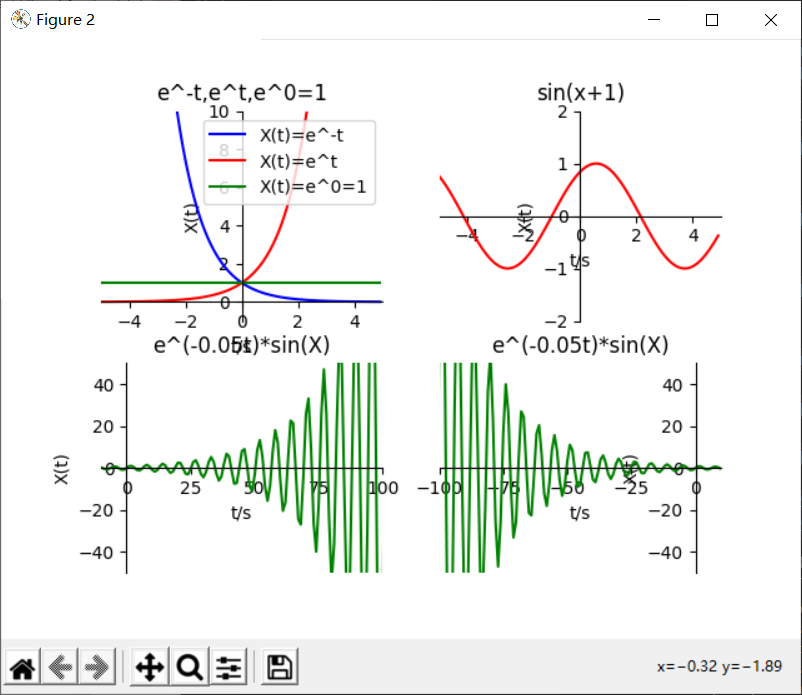 Figure 2
e^-t,e^t,e^0=1
10
8
6
4
2
0
X(t)
X(t)=e^-t
X(t)=e^t
X(t)=e^0=1
−4 −2 0 2 4
t/s
sin(x+1)
2
1
0
−1
−2
X(t)
−4 −2 0 2 4
t/s
e^(-0.05t)*sin(X)
40
20
0
−20
−40
X(t)
0 25 50 75 100
t/s
e^(-0.05t)*sin(X)
40
20
0
−20
−40
X(t)
−100 −75 −50 −25 0
t/s
x=−0.32 y=−1.89